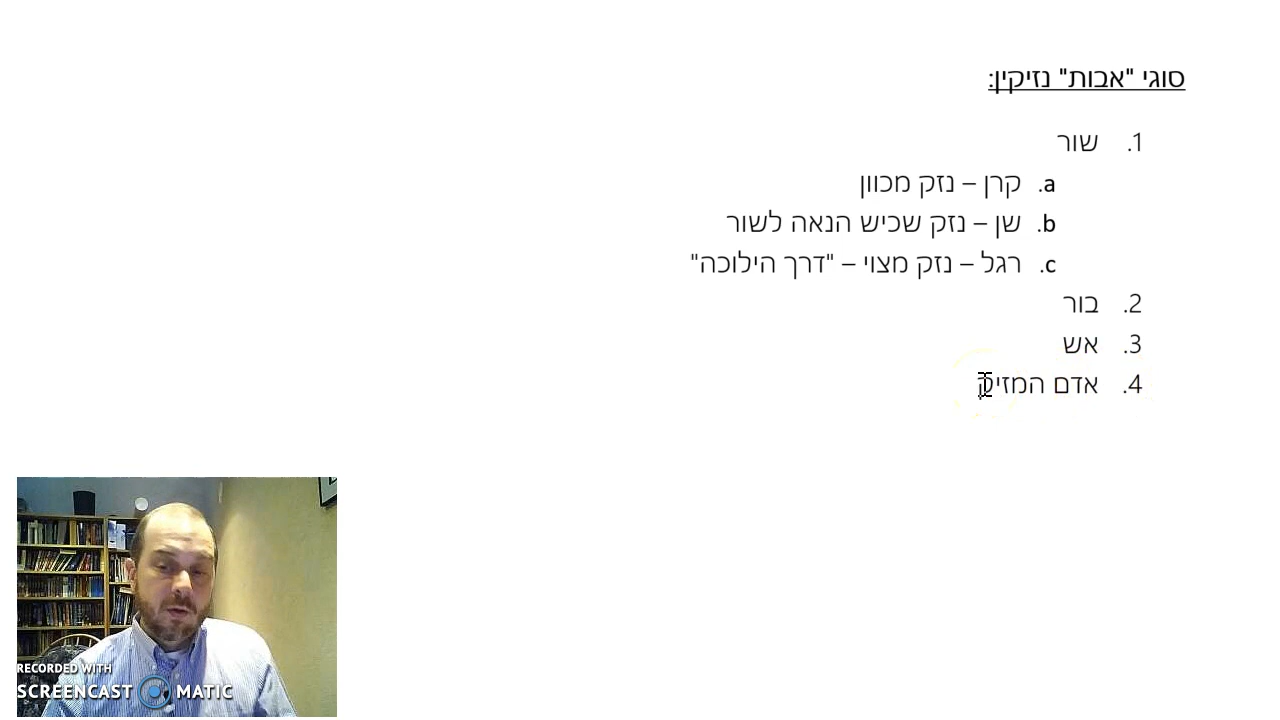 סוגי "אבות" נזיקין:
1. שור
a. קרן – נזק מכוון
b. שן – נזק שכיש הנאה לשור
c. רגל – נזק מצוי – "דרך הילוכה"
2. בור
3. אש
4. אדם המזיק
RECORDED WITH
SCREENCAST MATIC